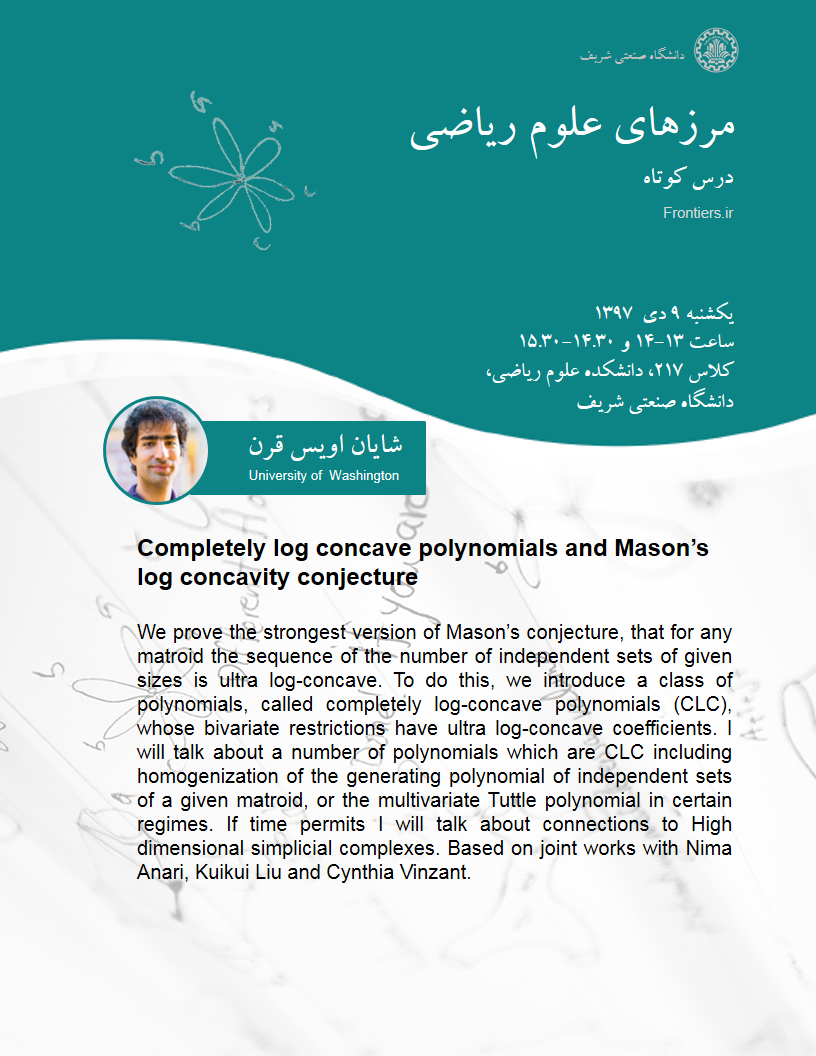 دانشگاه صنعتی شریف
مرزهای علوم ریاضی
درس کوتاه
Frontiers.ir
یکشنبه ۹ دی ۱۳۹۷
ساعت ۱۳-۱۴ و ۱۴.۳۰-۱۵.۳۰
کلاس ۲۱۷، دانشکده علوم ریاضی،
دانشگاه صنعتی شریف
شایان اویس قرن
University of Washington
Completely log concave polynomials and Mason’s
log concavity conjecture
We prove the strongest version of Mason’s conjecture, that for any
matroid the sequence of the number of independent sets of given
sizes is ultra log-concave. To do this, we introduce a class of
polynomials, called completely log-concave polynomials (CLC),
whose bivariate restrictions have ultra log-concave coefficients. I
will talk about a number of polynomials which are CLC including
homogenization of the generating polynomial of independent sets
of a given matroid, or the multivariate Tuttle polynomial in certain
regimes. If time permits I will talk about connections to High
dimensional simplicial complexes. Based on joint works with Nima
Anari, Kuikui Liu and Cynthia Vinzant.